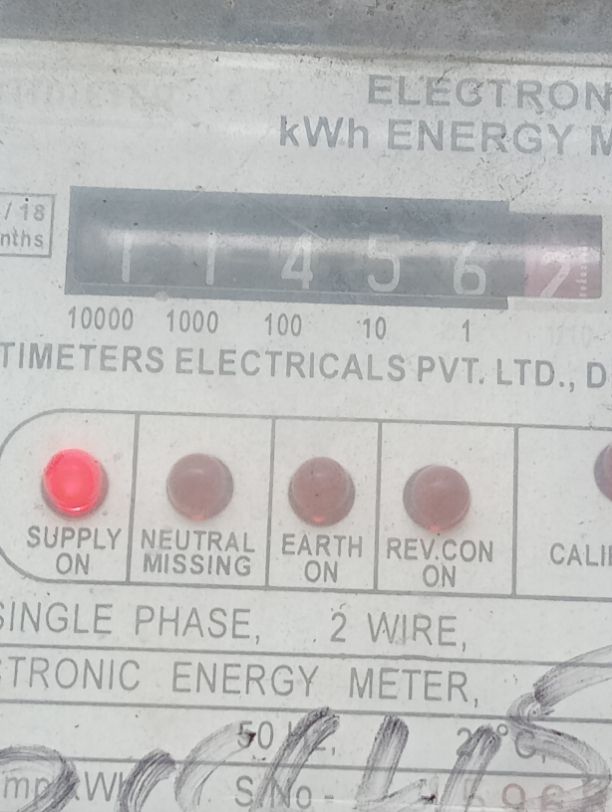 ELECTRON
kWh ENERGY M
/ 18
nths
1 1 4 5 6 2
10000 1000 100 10 1 1/10
TIMETERS ELECTRICALS PVT. LTD., D
SUPPLY ON
NEUTRAL MISSING
EARTH ON
REV.CON ON
CALI
SINGLE PHASE, 2 WIRE,
TRONIC ENERGY METER,
50
S No -